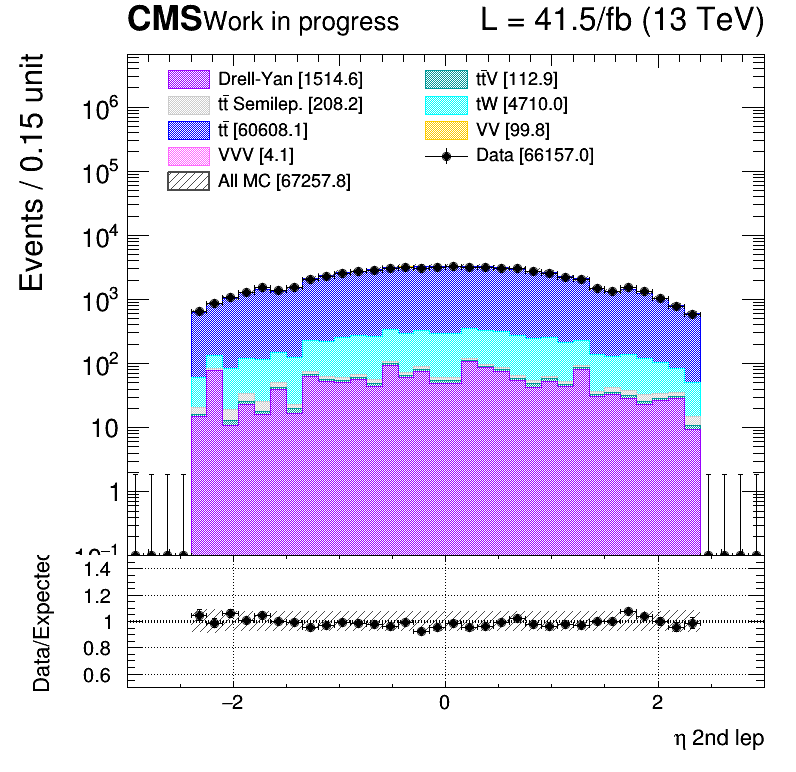 CMS Work in progress L = 41.5/fb (13 TeV)
Events / 0.15 unit
Drell-Yan [1514.6] tt̄V [112.9]
tt̄ Semilep. [208.2] tW [4710.0]
tt̄ [60608.1] VV [99.8]
VVV [4.1] Data [66157.0]
All MC [67257.8]
10⁶
10⁵
10⁴
10³
10²
10
1
Data/Expected
1.4
1.2
1
0.8
0.6
−2 0 2
η 2nd lep